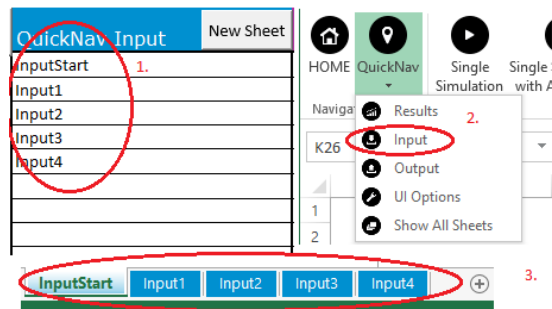 QuickNav Input
New Sheet
InputStart
1.
Input1
Input2
Input3
Input4
HOME
QuickNav
Single
Simulation
Single
with A
Naviga
Results
2.
Input
Output
UI Options
Show All Sheets
K26
1
2
InputStart
Input1
Input2
Input3
Input4
3.